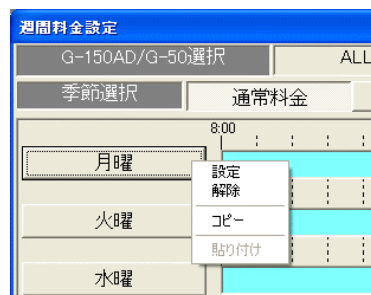 週間料金設定
G-150AD/G-50選択 ALL
季節選択 通常料金
8:00
月曜
設定
解除
コピー
貼り付け
火曜
水曜